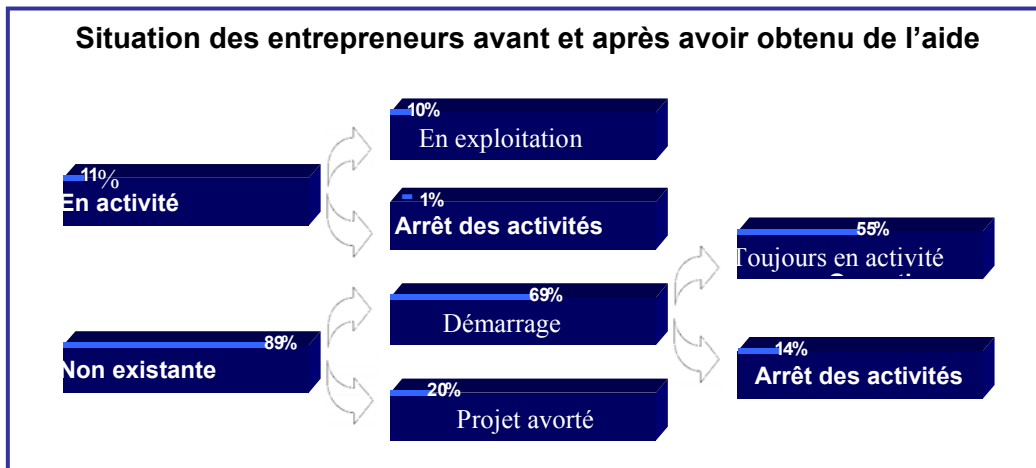 Situation des entrepreneurs avant et après avoir obtenu de l’aide
10%
En exploitation
11%
En activité
1%
Arrêt des activités
55%
Toujours en activité
69%
Démarrage
89%
Non existante
14%
Arrêt des activités
20%
Projet avorté